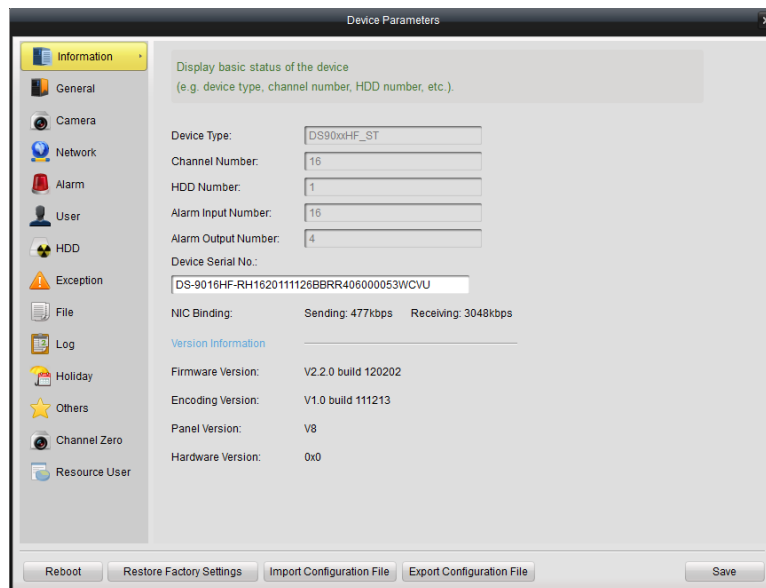 Device Parameters
Information
General
Camera
Network
Alarm
User
HDD
Exception
File
Log
Holiday
Others
Channel Zero
Resource User
Display basic status of the device
(e.g. device type, channel number, HDD number, etc.).
Device Type: DS90xxHF_ST
Channel Number: 16
HDD Number: 1
Alarm Input Number: 16
Alarm Output Number: 4
Device Serial No.:
DS-9016HF-RH1620111126BBRR406000053WCVU
NIC Binding: Sending: 477kbps Receiving: 3048kbps
Version Information
Firmware Version: V2.2.0 build 120202
Encoding Version: V1.0 build 111213
Panel Version: V8
Hardware Version: 0x0
Reboot Restore Factory Settings Import Configuration File Export Configuration File Save